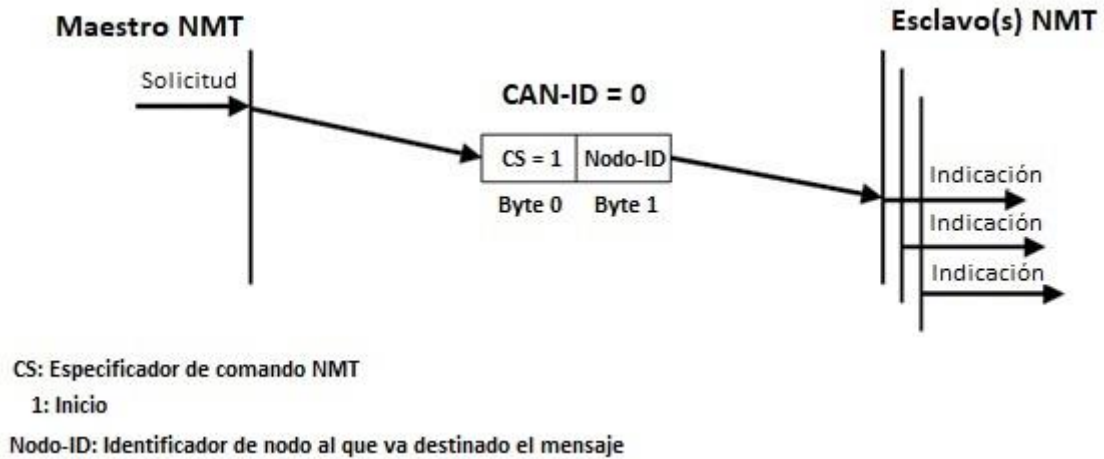 Maestro NMT
Esclavo(s) NMT
Solicitud
CAN-ID = 0
CS = 1
Nodo-ID
Byte 0
Byte 1
Indicación
Indicación
Indicación
CS: Especificador de comando NMT
1: Inicio
Nodo-ID: Identificador de nodo al que va destinado el mensaje